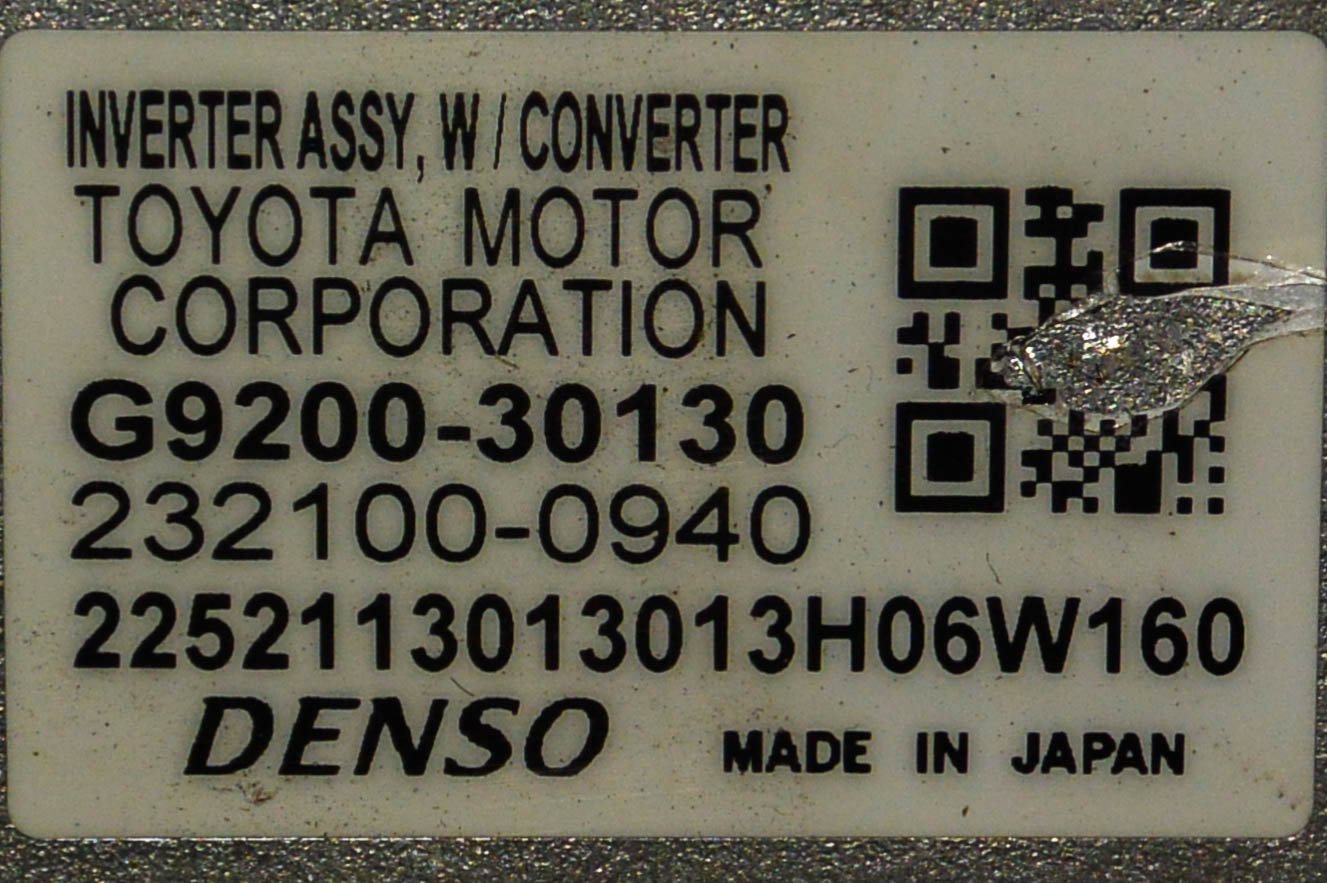 INVERTER ASSY, W / CONVERTER
TOYOTA MOTOR
CORPORATION
G9200-30130
232100-0940
2252113013013H06W160
DENSO MADE IN JAPAN